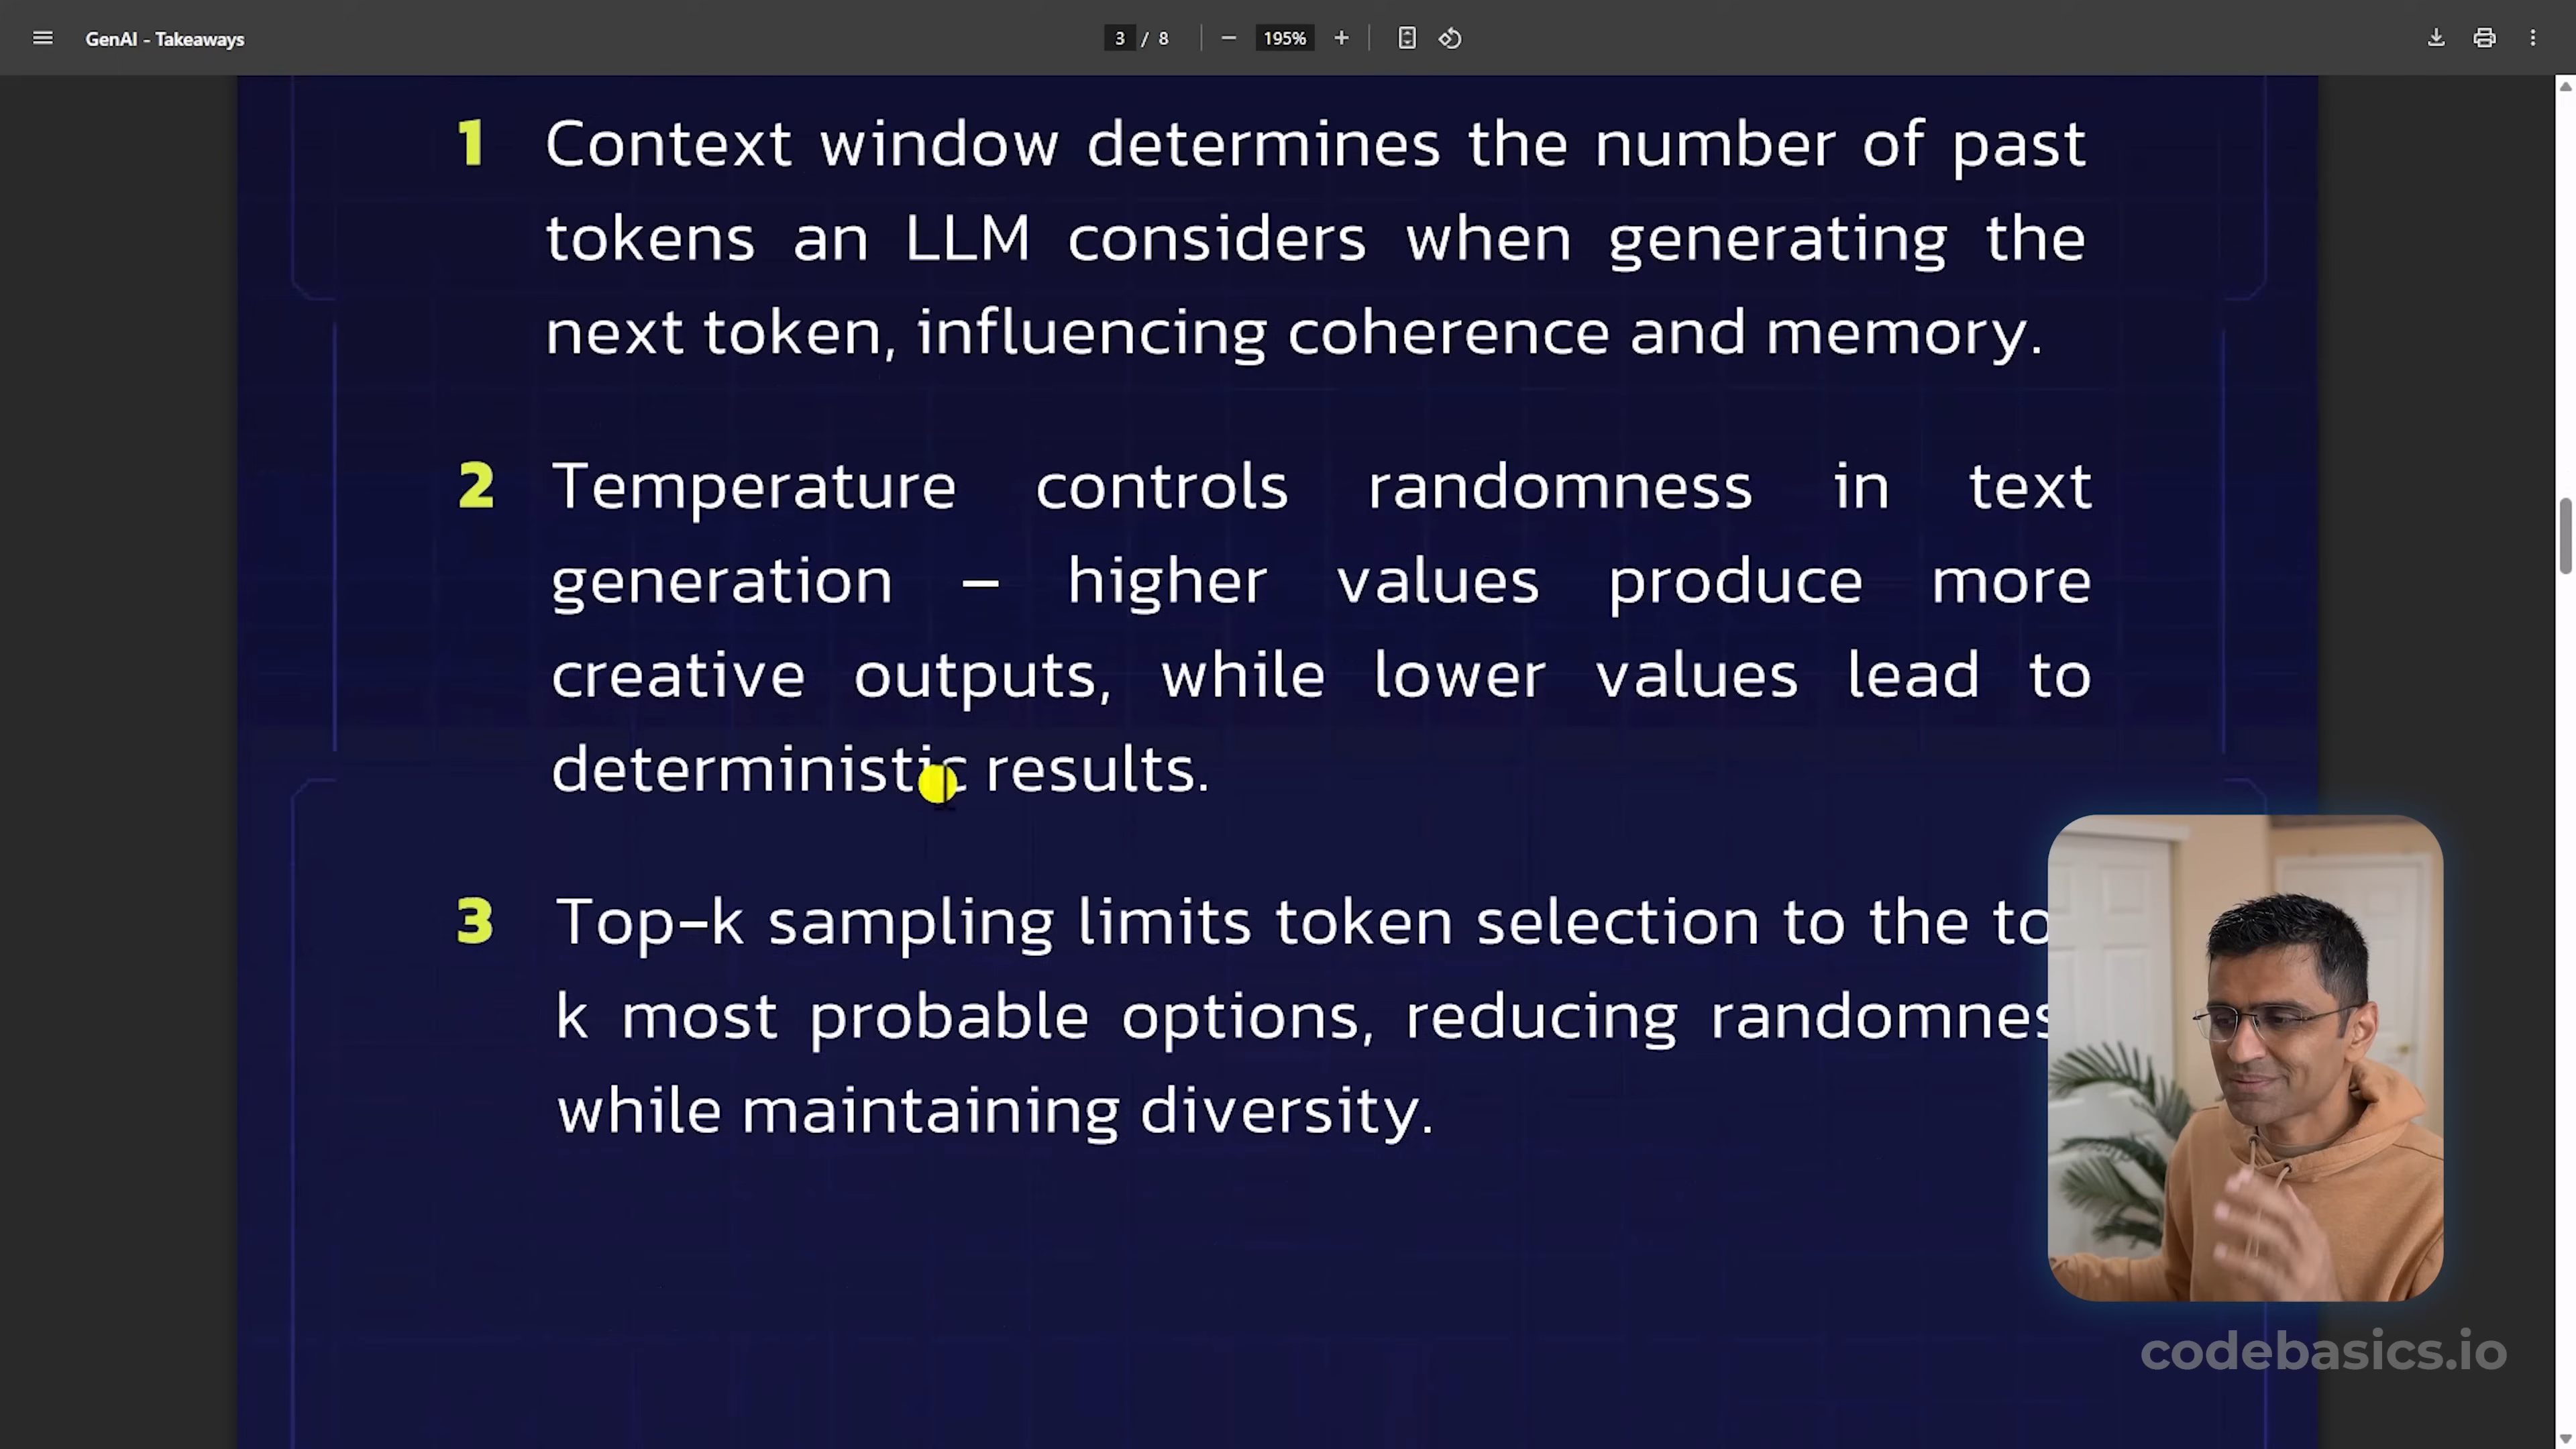 GenAI - Takeaways
3 / 8
195%
1 Context window determines the number of past
tokens an LLM considers when generating the
next token, influencing coherence and memory.
2 Temperature controls randomness in text
generation – higher values produce more
creative outputs, while lower values lead to
deterministic results.
3 Top-k sampling limits token selection to the
k most probable options, reducing
while maintaining diversity.
codebasics.io